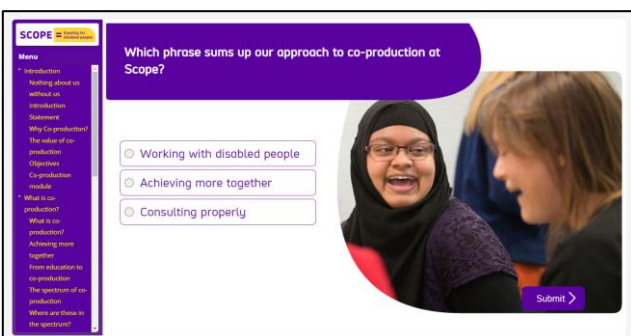 SCOPE
= Equality for
disabled people
Menu
Introduction
Nothing about us
without us
Introduction
Statement
Why Co-production?
The value of co-
production
Objectives
Co-production
module
What is co-
production?
What is co-
production?
Achieving more
together
From education to
co-production
The spectrum of co-
production
Where are these in
the spectrum?
Which phrase sums up our approach to co-production at
Scope?
Working with disabled people
Achieving more together
Consulting properly
Submit